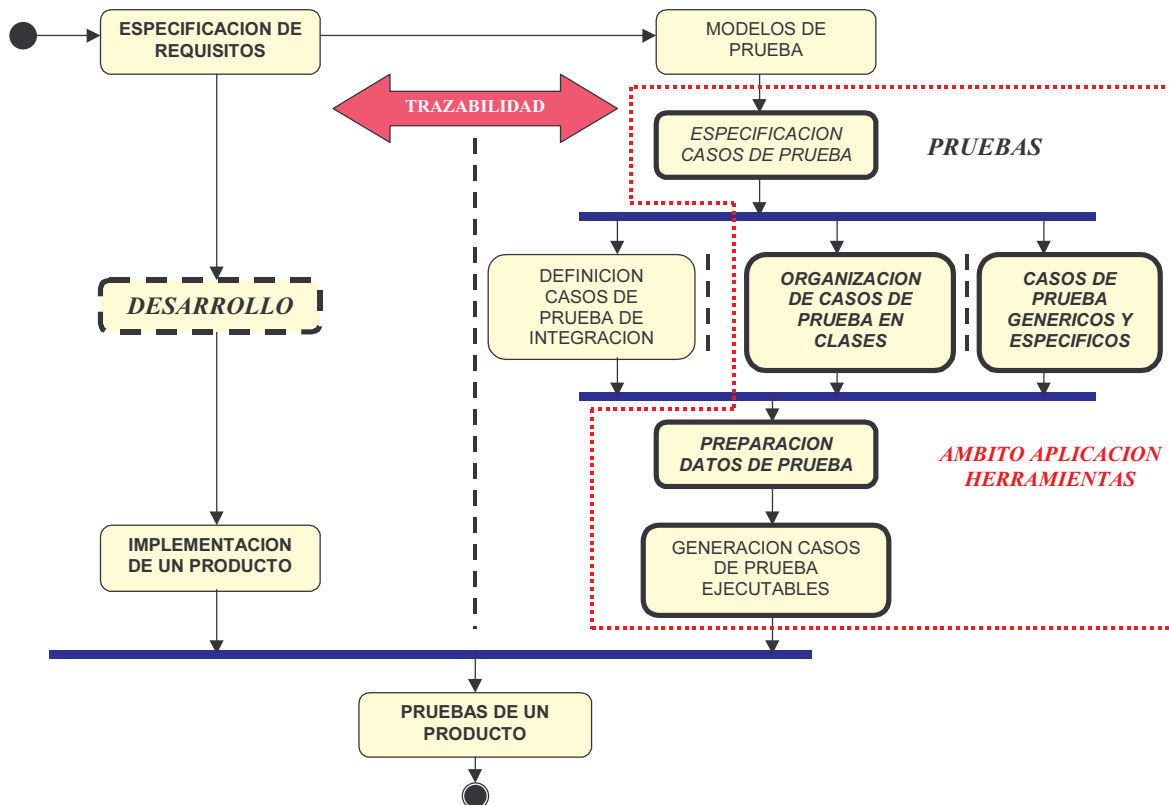 ESPECIFICACION DE
REQUISITOS
MODELOS DE
PRUEBA
TRAZABILIDAD
ESPECIFICACION
CASOS DE PRUEBA
PRUEBAS
DEFINICION
CASOS DE
PRUEBA DE
INTEGRACION
ORGANIZACION
DE CASOS DE
PRUEBA EN
CLASES
CASOS DE
PRUEBA
GENERICOS Y
ESPECIFICOS
DESARROLLO
PREPARACION
DATOS DE PRUEBA
AMBITO APLICACION
HERRAMIENTAS
IMPLEMENTACION
DE UN PRODUCTO
GENERACION CASOS
DE PRUEBA
EJECUTABLES
PRUEBAS DE UN
PRODUCTO